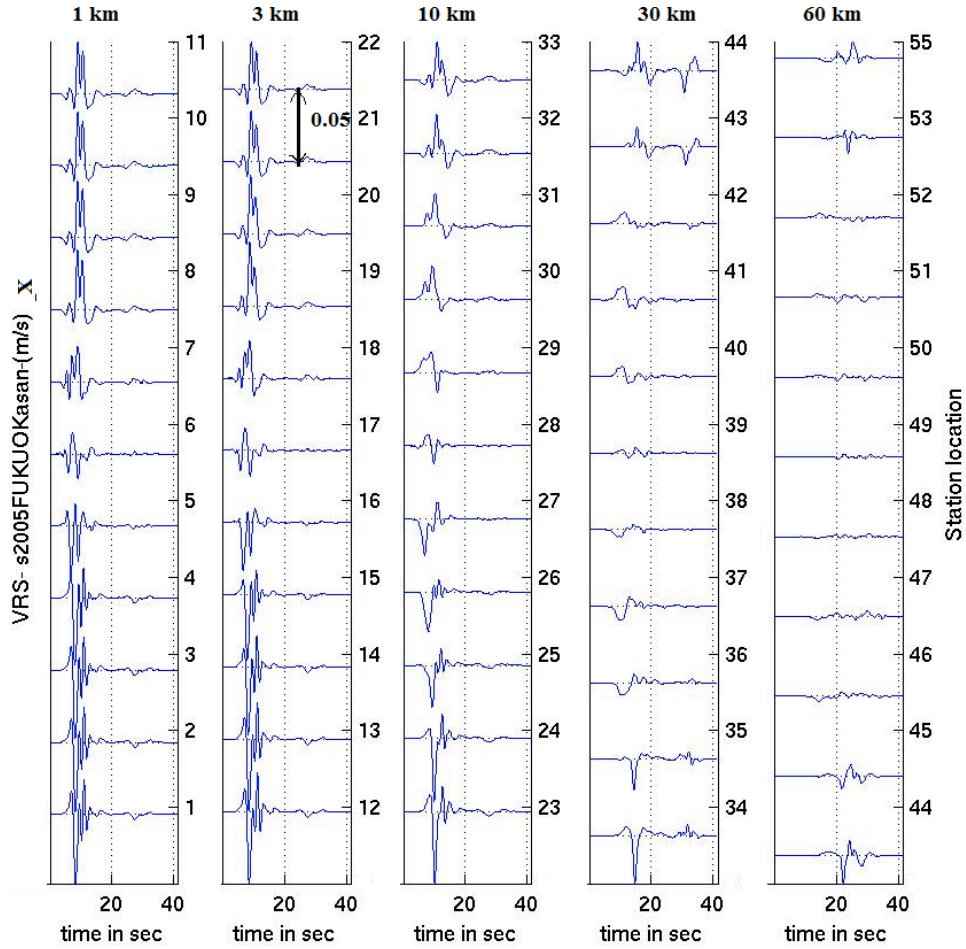 1 km 3 km 10 km 30 km 60 km
11 22 33 44 55
0.05
10 21 32 43 53
9 20 31 42 52
8 19 30 41 51
7 18 29 40 50
6 17 28 39 49
5 16 27 38 48
4 15 26 37 47
3 14 25 36 46
2 13 24 35 45
1 12 23 34 44
20 40 20 40 20 40 20 40 20 40
time in sec time in sec time in sec time in sec time in sec
VRS- s2005FUKUOKasan-(m/s) _X
Station location